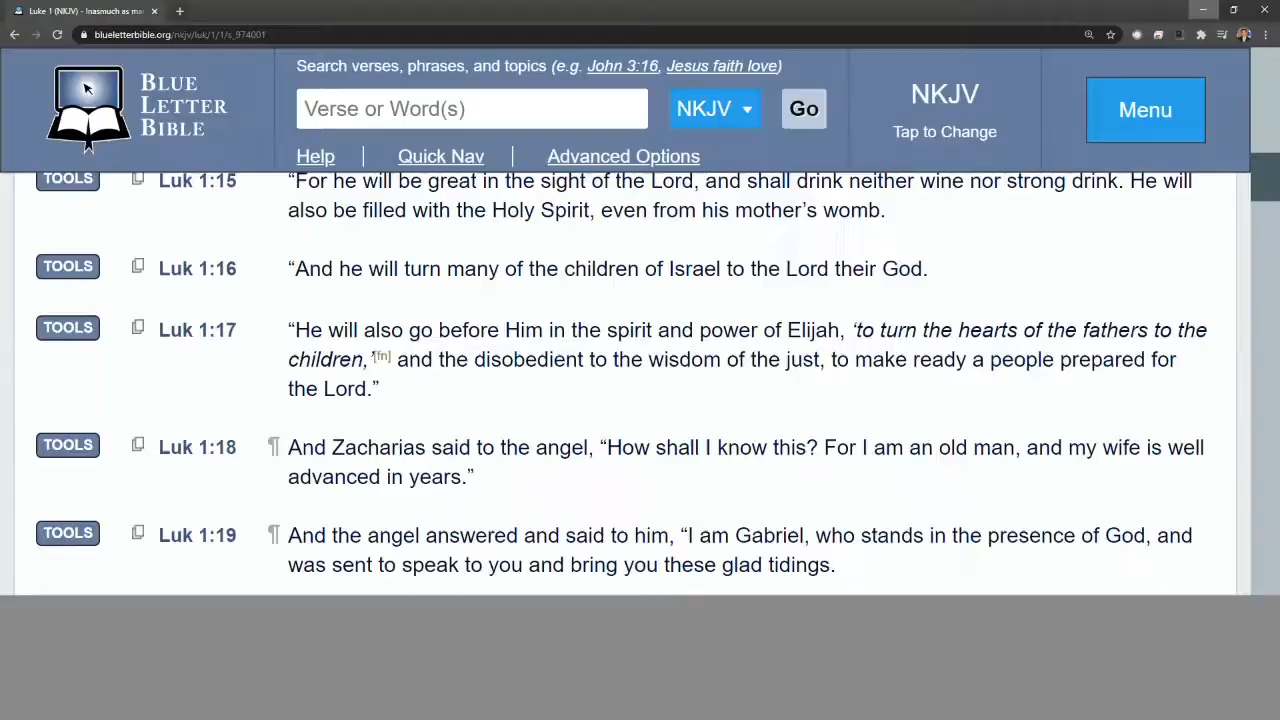 Luke 1 (NKJV) - Inasmuch as ma
blueletterbible.org/nkjv/luk/1/1/s_974001
BLUE
LETTER
BIBLE
Search verses, phrases, and topics (e.g. John 3:16, Jesus faith love)
Verse or Word(s)
NKJV
Go
Help
Quick Nav
Advanced Options
NKJV
Tap to Change
Menu
TOOLS Luk 1:15 “For he will be great in the sight of the Lord, and shall drink neither wine nor strong drink. He will
also be filled with the Holy Spirit, even from his mother’s womb.
TOOLS Luk 1:16 “And he will turn many of the children of Israel to the Lord their God.
TOOLS Luk 1:17 “He will also go before Him in the spirit and power of Elijah, ‘to turn the hearts of the fathers to the
children,’[fn] and the disobedient to the wisdom of the just, to make ready a people prepared for
the Lord.”
TOOLS Luk 1:18 ¶ And Zacharias said to the angel, “How shall I know this? For I am an old man, and my wife is well
advanced in years.”
TOOLS Luk 1:19 ¶ And the angel answered and said to him, “I am Gabriel, who stands in the presence of God, and
was sent to speak to you and bring you these glad tidings.